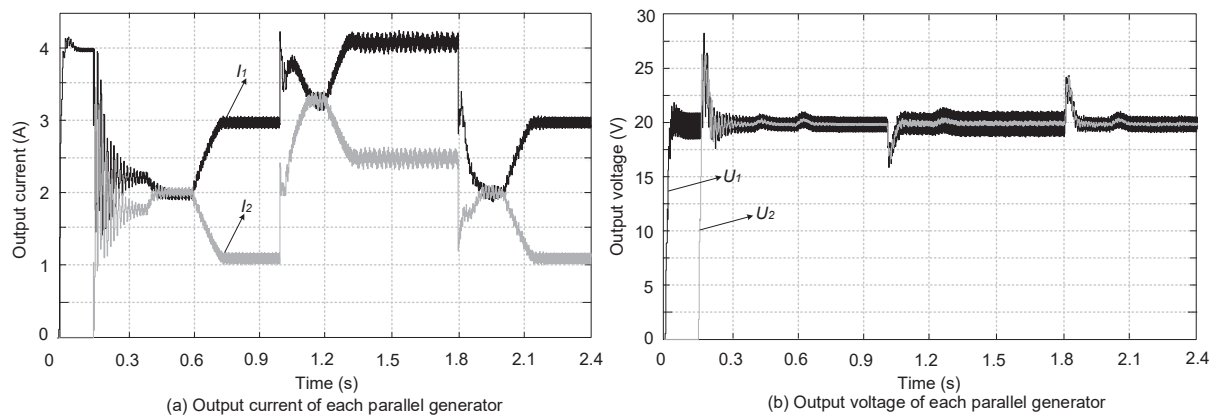 Output current (A)
4
3
2
1
0
I1
I2
0 0.3 0.6 0.9 1.2 1.5 1.8 2.1 2.4
Time (s)
(a) Output current of each parallel generator
Output voltage (V)
30
25
20
15
10
5
0
U1
U2
0 0.3 0.6 0.9 1.2 1.5 1.8 2.1 2.4
Time (s)
(b) Output voltage of each parallel generator